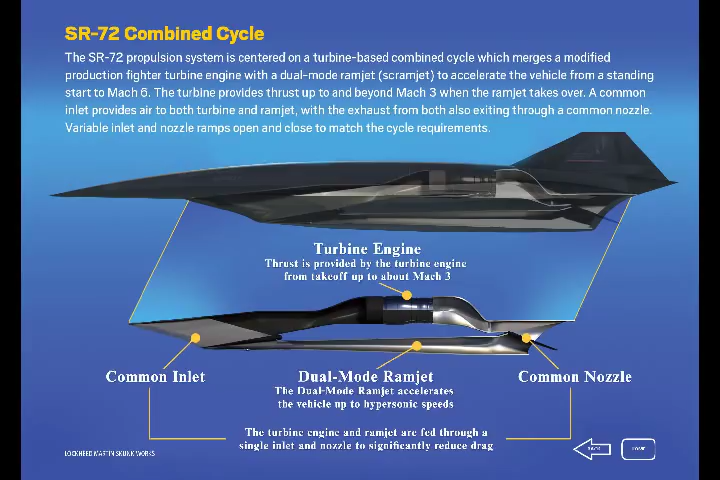 SR-72 Combined Cycle
The SR-72 propulsion system is centered on a turbine-based combined cycle which merges a modified
production fighter turbine engine with a dual-mode ramjet (scramjet) to accelerate the vehicle from a standing
start to Mach 6. The turbine provides thrust up to and beyond Mach 3 when the ramjet takes over. A common
inlet provides air to both turbine and ramjet, with the exhaust from both also exiting through a common nozzle.
Variable inlet and nozzle ramps open and close to match the cycle requirements.
Turbine Engine
Thrust is provided by the turbine engine
from takeoff up to about Mach 3
Common Inlet
Dual-Mode Ramjet
Common Nozzle
The Dual-Mode Ramjet accelerates
the vehicle up to hypersonic speeds
The turbine engine and ramjet are fed through a
single inlet and nozzle to significantly reduce drag
LOCKHEED MARTIN SKUNK WORKS